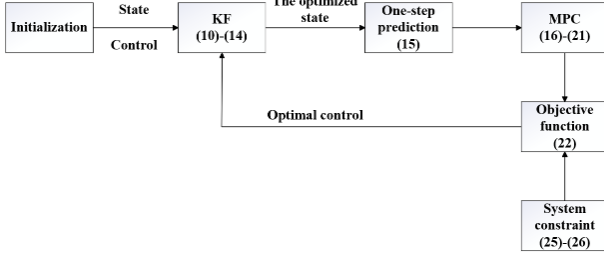 Initialization
State
Control
KF
(10)-(14)
The optimized
state
One-step
prediction
(15)
MPC
(16)-(21)
Optimal control
Objective
function
(22)
System
constraint
(25)-(26)